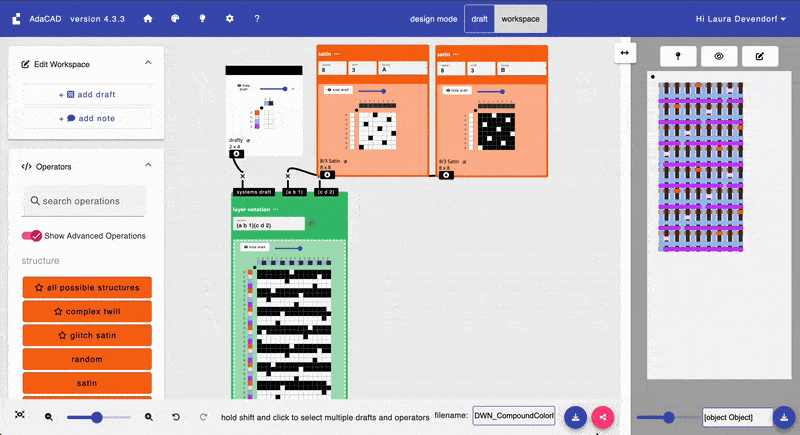 AdaCAD version 4.3.3 ? design mode draft workspace Hi Laura Devendorf
Edit Workspace
+ add draft
+ add note
Operators
search operations
Show Advanced Operations
structure
all possible structures
complex twill
glitch satin
random
satin
hide draft
drafty
2 x 4
satin
8 3 A
hide draft
8/3 Satin
8 x 8
satin
8 3 B
hide draft
8/3 Satin
8 x 8
systems draft (a b 1) (c d 2)
layer notation
(a b 1)(c d 2)
hide draft
hold shift and click to select multiple drafts and operators filename: DWN_CompoundColorI
[object Object]